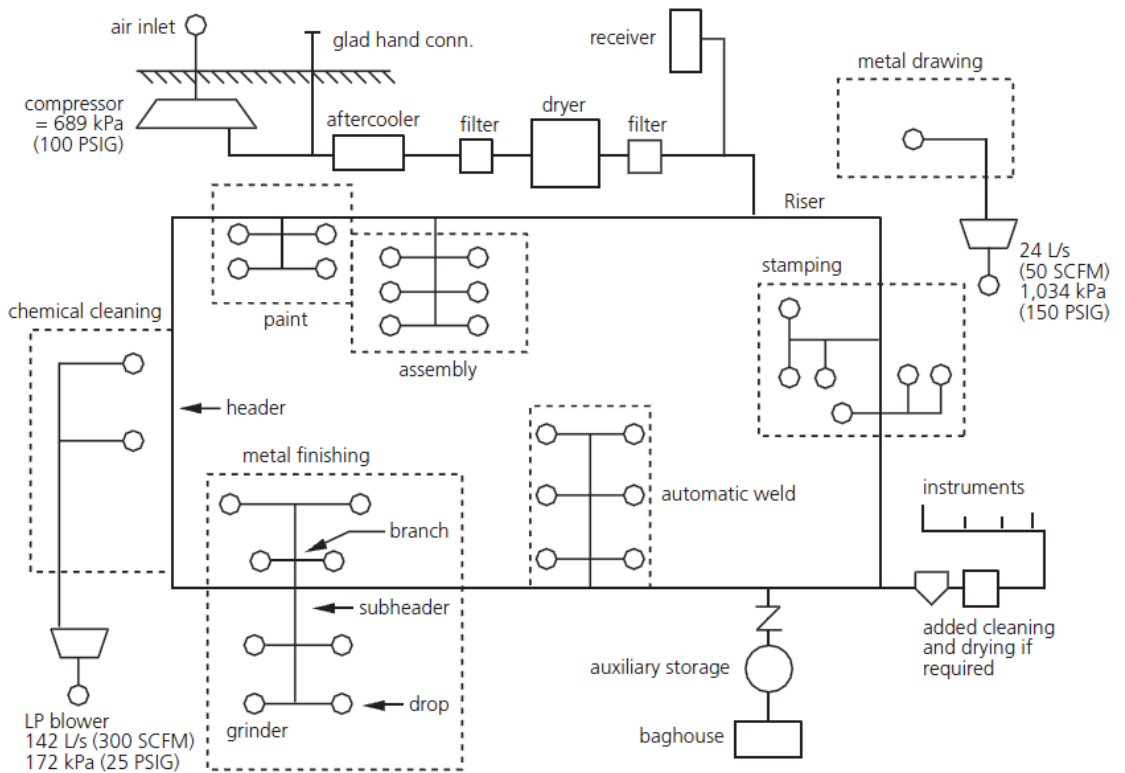 air inlet
glad hand conn.
receiver
metal drawing
compressor
= 689 kPa
(100 PSIG)
aftercooler
filter
dryer
filter
Riser
24 L/s
(50 SCFM)
1,034 kPa
(150 PSIG)
stamping
chemical cleaning
paint
assembly
header
metal finishing
automatic weld
instruments
branch
subheader
added cleaning
and drying if
required
auxiliary storage
drop
grinder
baghouse
LP blower
142 L/s (300 SCFM)
172 kPa (25 PSIG)